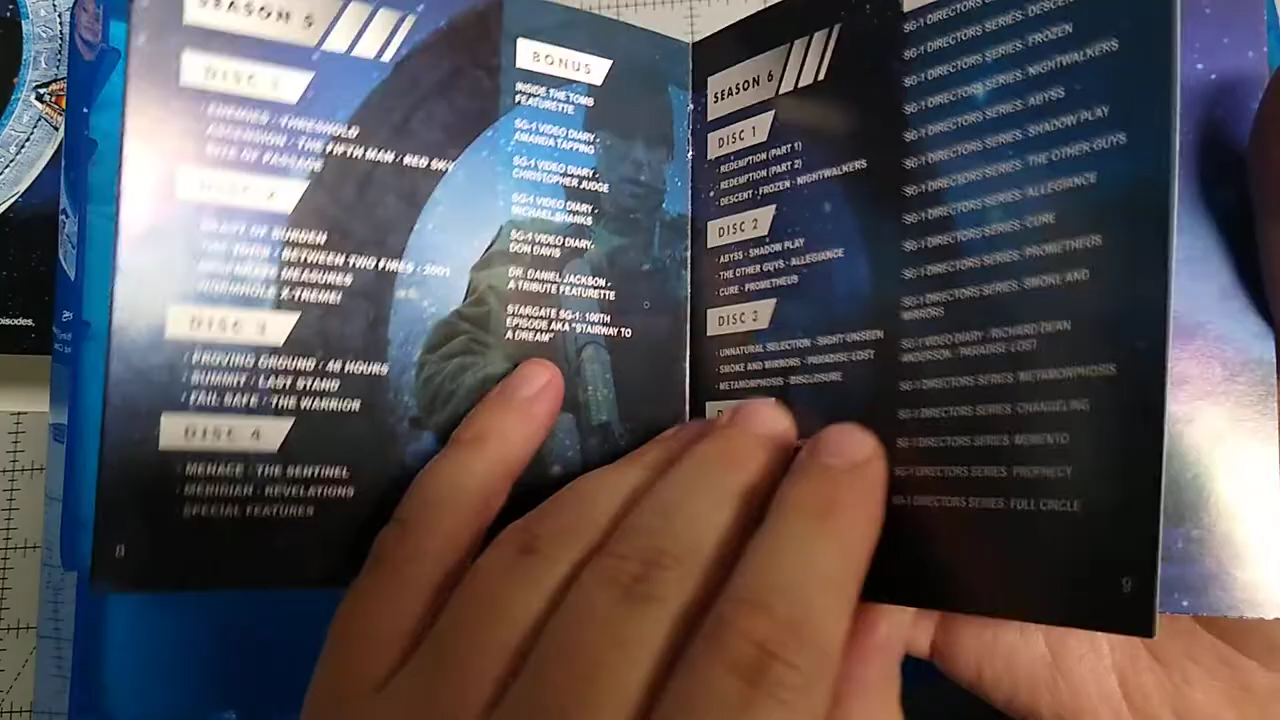 SEASON 5
DISC 1
· ENEMIES · THRESHOLD
· ASCENSION · THE FIFTH MAN · RED SKY
· RITE OF PASSAGE
DISC 2
· BEAST OF BURDEN
· THE TOMB · BETWEEN TWO FIRES · 2001
MEASURES
· WORMHOLE X-TREME!
DISC 3
· PROVING GROUND · 48 HOURS
· SUMMIT · LAST STAND
· FAIL SAFE · THE WARRIOR
DISC 4
· MENACE · THE SENTINEL
· MERIDIAN · REVELATIONS
· SPECIAL FEATURES
8
BONUS
INSIDE THE TOMB
FEATURETTE
SG-1 VIDEO DIARY -
AMANDA TAPPING
SG-1 VIDEO DIARY -
CHRISTOPHER JUDGE
SG-1 VIDEO DIARY -
MICHAEL SHANKS
SG-1 VIDEO DIARY-
DON DAVIS
DR. DANIEL JACKSON -
A TRIBUTE FEATURETTE
STARGATE SG-1: 100TH
EPISODE AKA "STAIRWAY TO
A DREAM"
SEASON 6
DISC 1
· REDEMPTION (PART 1)
· REDEMPTION (PART 2)
· DESCENT · FROZEN · NIGHTWALKERS
DISC 2
· ABYSS · SHADOW PLAY
· THE OTHER GUYS · ALLEGIANCE
· CURE · PROMETHEUS
DISC 3
· UNNATURAL SELECTION · SIGHT UNSEEN
· SMOKE AND MIRRORS · PARADISE LOST
· METAMORPHOSIS · DISCLOSURE
SG-1 DIRECTORS SERIES: DESCENT
SG-1 DIRECTORS SERIES: FROZEN
SG-1 DIRECTORS SERIES: NIGHTWALKERS
SG-1 DIRECTORS SERIES: ABYSS
SG-1 DIRECTORS SERIES: SHADOW PLAY
SG-1 DIRECTORS SERIES: THE OTHER GUYS
SG-1 DIRECTORS SERIES: ALLEGIANCE
SG-1 DIRECTORS SERIES: CURE
SG-1 DIRECTORS SERIES: PROMETHEUS
SG-1 DIRECTORS SERIES: SMOKE AND
MIRRORS
SG-1 VIDEO DIARY - RICHARD DEAN
ANDERSON - PARADISE LOST
SG-1 DIRECTORS SERIES: METAMORPHOSIS
SG-1 DIRECTORS SERIES: CHANGELING
SG-1 DIRECTORS SERIES: MEMENTO
SG-1 DIRECTORS SERIES: PROPHECY
SG-1 DIRECTORS SERIES: FULL CIRCLE
9